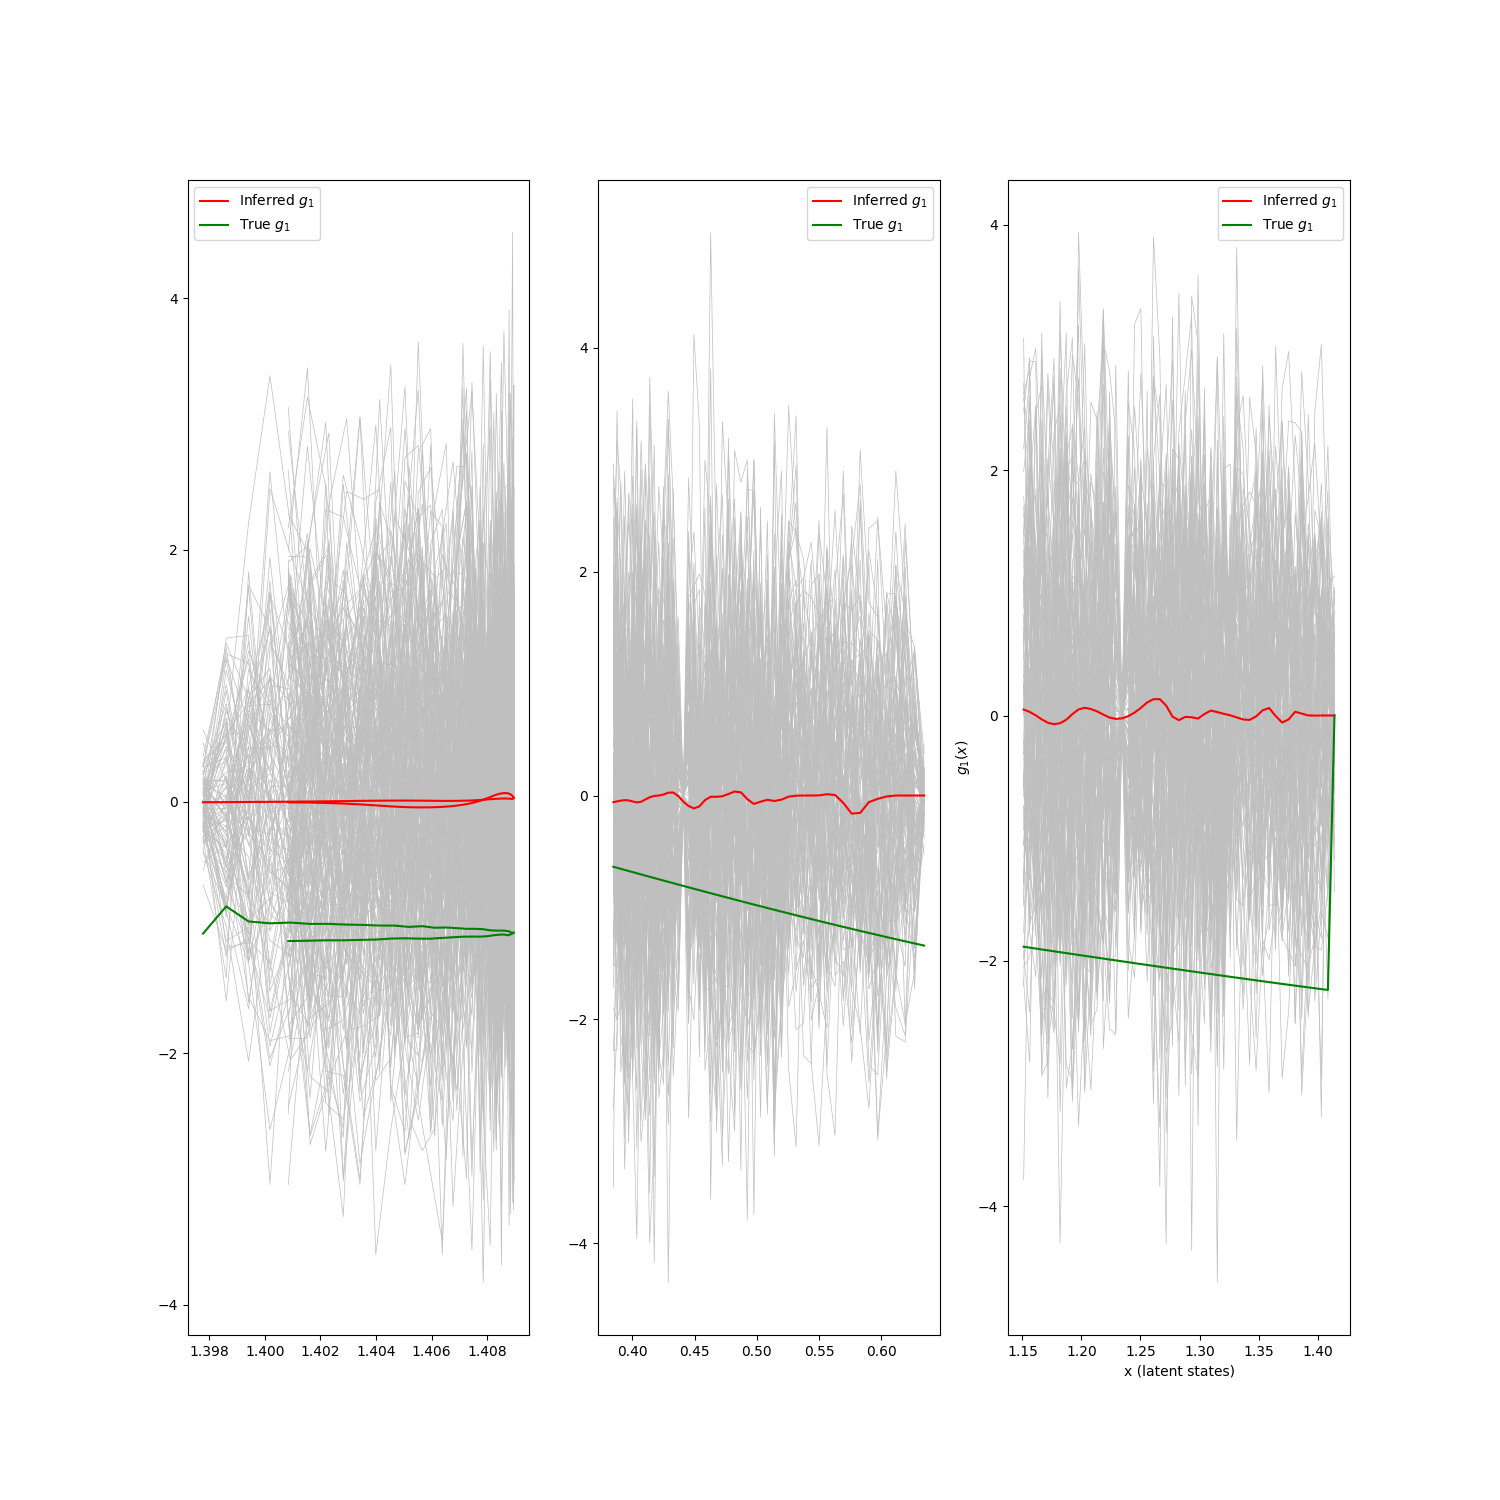 Inferred g₁
True g₁
4
2
0
−2
−4
1.398 1.400 1.402 1.404 1.406 1.408
Inferred g₁
True g₁
4
2
0
−2
−4
0.40 0.45 0.50 0.55 0.60
Inferred g₁
True g₁
g₁(x)
4
2
0
−2
−4
1.15 1.20 1.25 1.30 1.35 1.40
x (latent states)